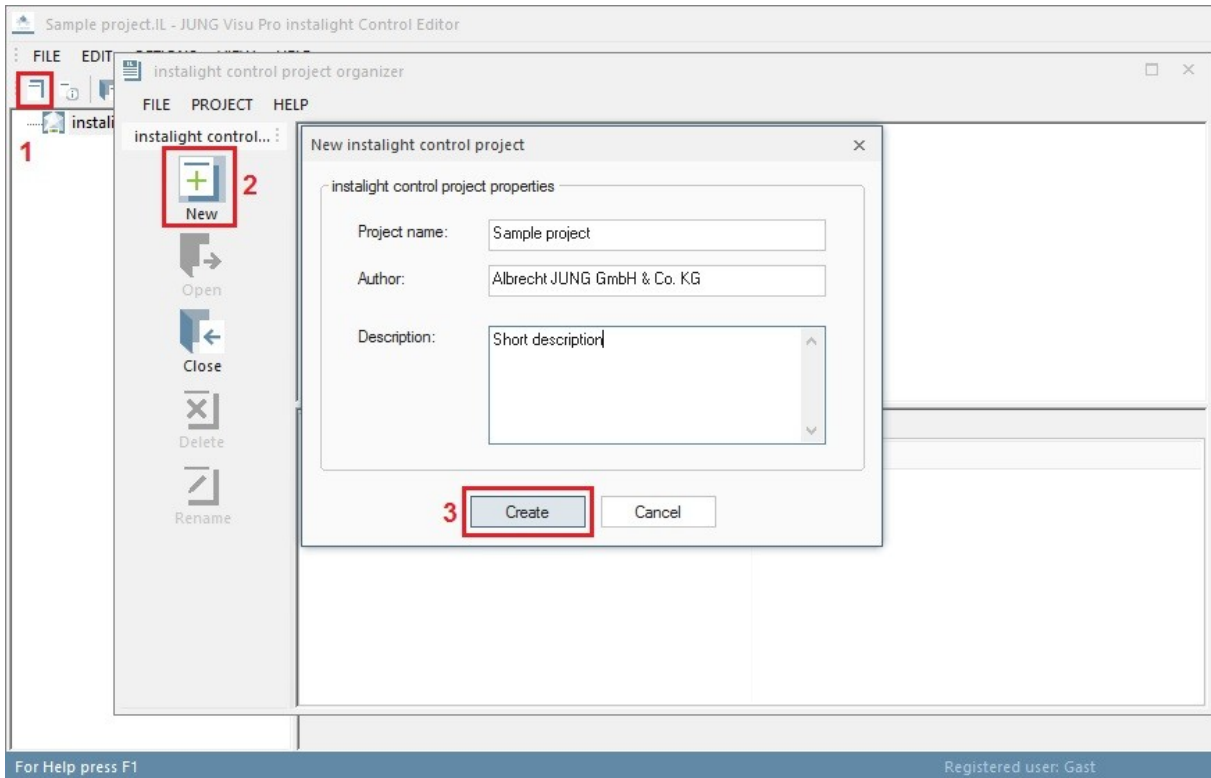 Sample project.IL - JUNG Visu Pro instalight Control Editor
FILE EDIT
instalight control project organizer
1
instali
FILE PROJECT HELP
instalight control...
New
2
Open
Close
Delete
Rename
New instalight control project
instalight control project properties
Project name: Sample project
Author: Albrecht JUNG GmbH & Co. KG
Description: Short description
3
Create Cancel
For Help press F1 Registered user: Gast